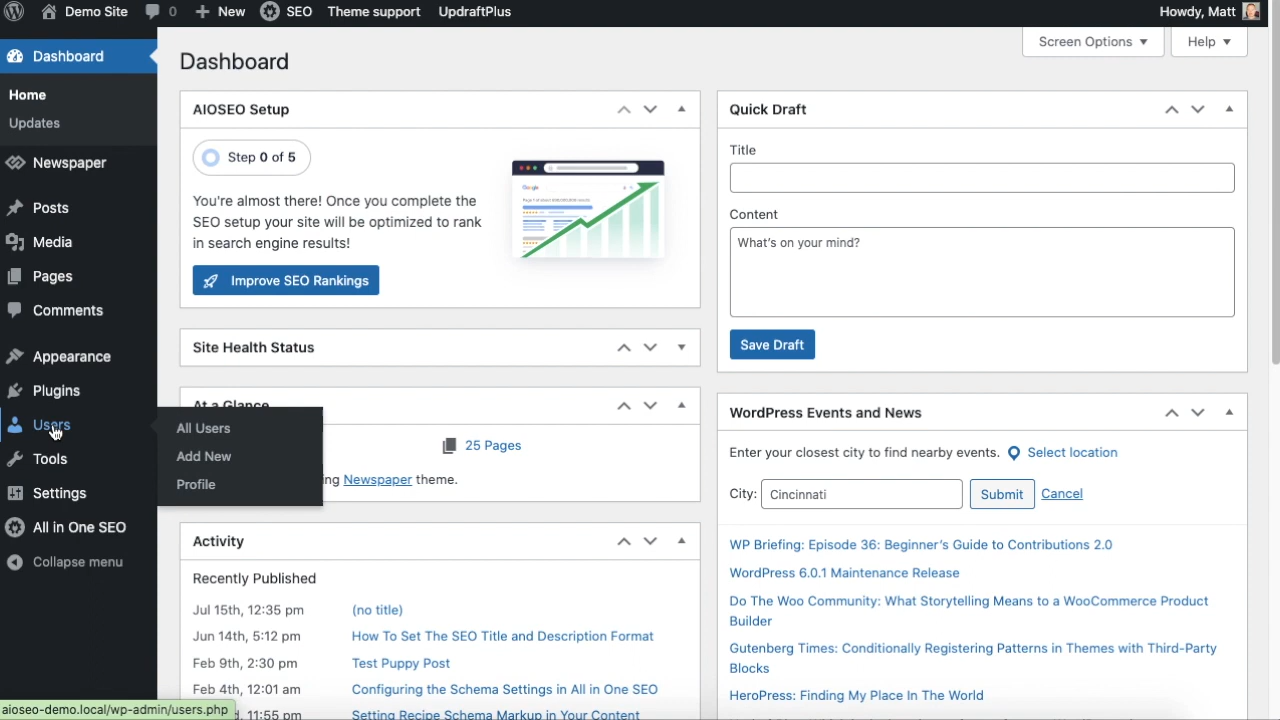 Demo Site 0 New SEO Theme support UpdraftPlus Howdy, Matt
Dashboard
Home
Updates
Newspaper
Posts
Media
Pages
Comments
Appearance
Plugins
Users
Tools
Settings
All in One SEO
Collapse menu
All Users
Add New
Profile
Screen Options
Help
Dashboard
AIOSEO Setup
Step 0 of 5
You're almost there! Once you complete the
SEO setup your site will be optimized to rank
in search engine results!
Improve SEO Rankings
Google
Site Health Status
At a Glance
25 Pages
ing Newspaper theme.
Activity
Recently Published
Jul 15th, 12:35 pm (no title)
Jun 14th, 5:12 pm How To Set The SEO Title and Description Format
Feb 9th, 2:30 pm Test Puppy Post
Feb 4th, 12:01 am Configuring the Schema Settings in All in One SEO
d, 11:55 pm Setting Recipe Schema Markup in Your Content
Quick Draft
Title
Content
What's on your mind?
Save Draft
WordPress Events and News
Enter your closest city to find nearby events. Select location
City: Cincinnati Submit Cancel
WP Briefing: Episode 36: Beginner's Guide to Contributions 2.0
WordPress 6.0.1 Maintenance Release
Do The Woo Community: What Storytelling Means to a WooCommerce Product
Builder
Gutenberg Times: Conditionally Registering Patterns in Themes with Third-Party
Blocks
HeroPress: Finding My Place In The World
aioseo-demo.local/wp-admin/users.php